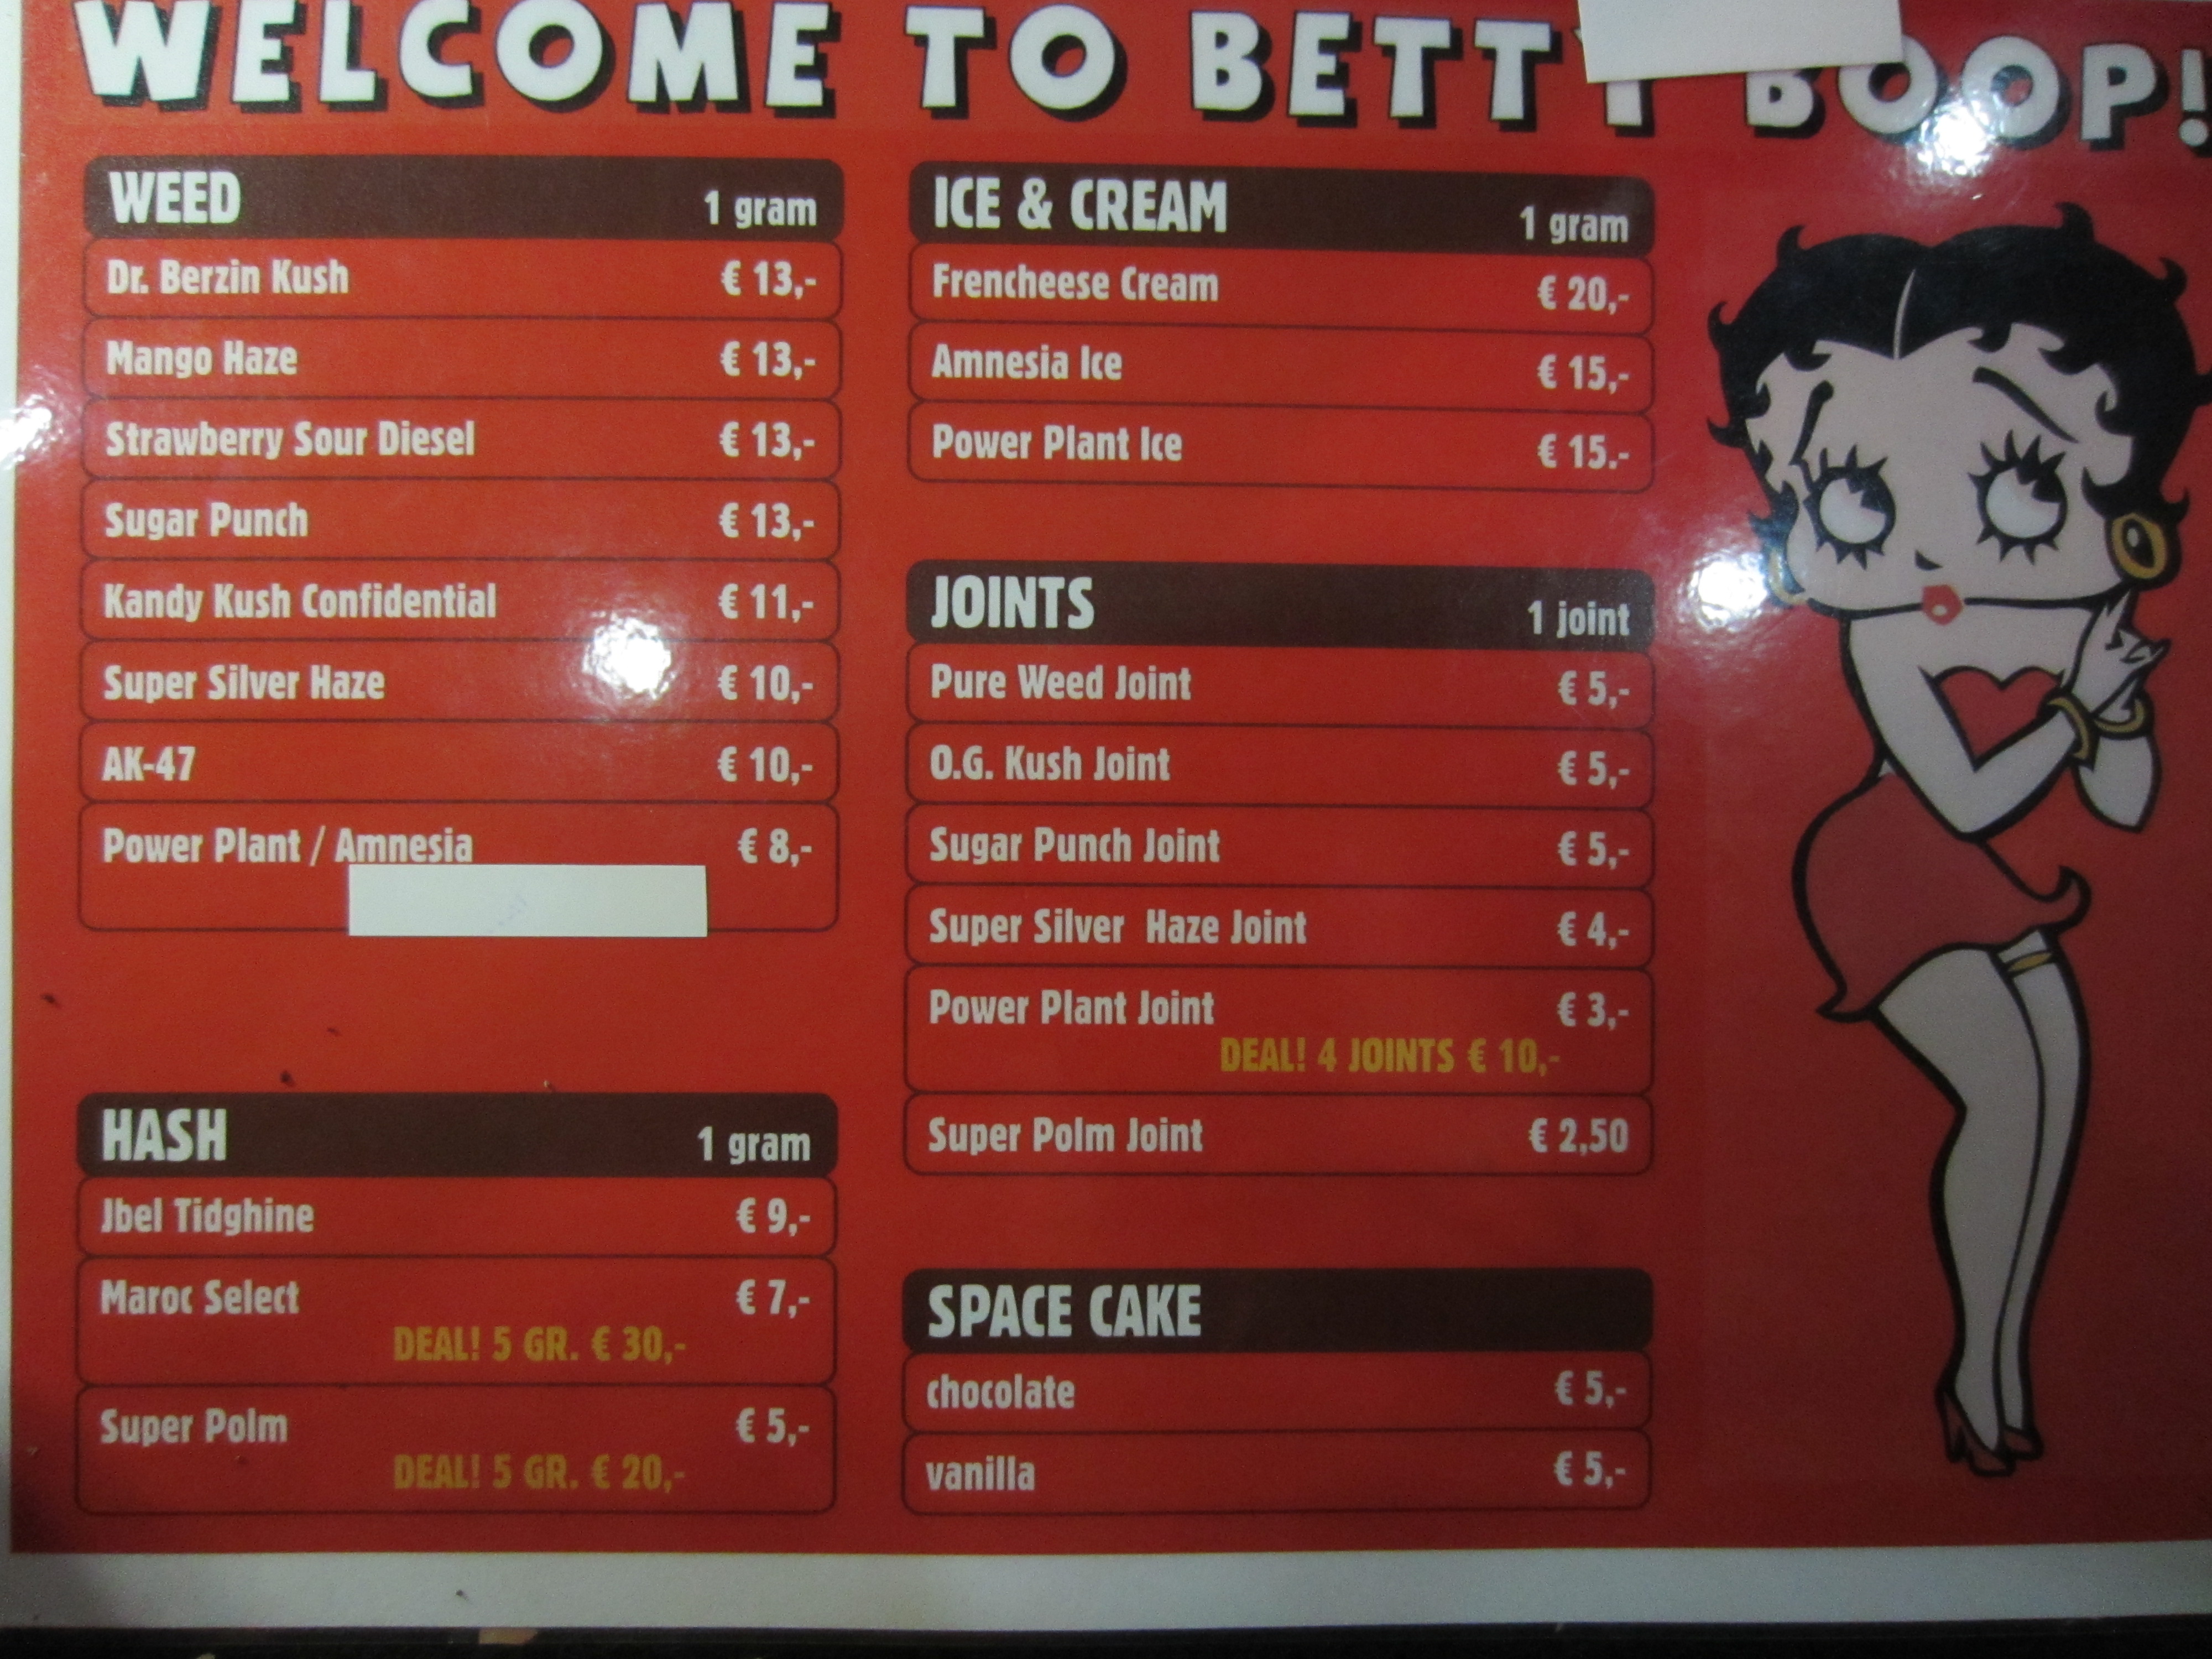 WELCOME TO BETTY BOOP!
WEED 1 gram
Dr. Berzin Kush € 13,-
Mango Haze € 13,-
Strawberry Sour Diesel € 13,-
Sugar Punch € 13,-
Kandy Kush Confidential € 11,-
Super Silver Haze € 10,-
AK-47 € 10,-
Power Plant / Amnesia € 8,-
HASH 1 gram
Jbel Tidghine € 9,-
Maroc Select € 7,-
DEAL! 5 GR. € 30,-
Super Polm € 5,-
DEAL! 5 GR. € 20,-
ICE & CREAM 1 gram
Frencheese Cream € 20,-
Amnesia Ice € 15,-
Power Plant Ice € 15.-
JOINTS 1 joint
Pure Weed Joint € 5,-
O.G. Kush Joint € 5,-
Sugar Punch Joint € 5,-
Super Silver Haze Joint € 4,-
Power Plant Joint € 3,-
DEAL! 4 JOINTS € 10,-
Super Polm Joint € 2,50
SPACE CAKE
chocolate € 5,-
vanilla € 5,-